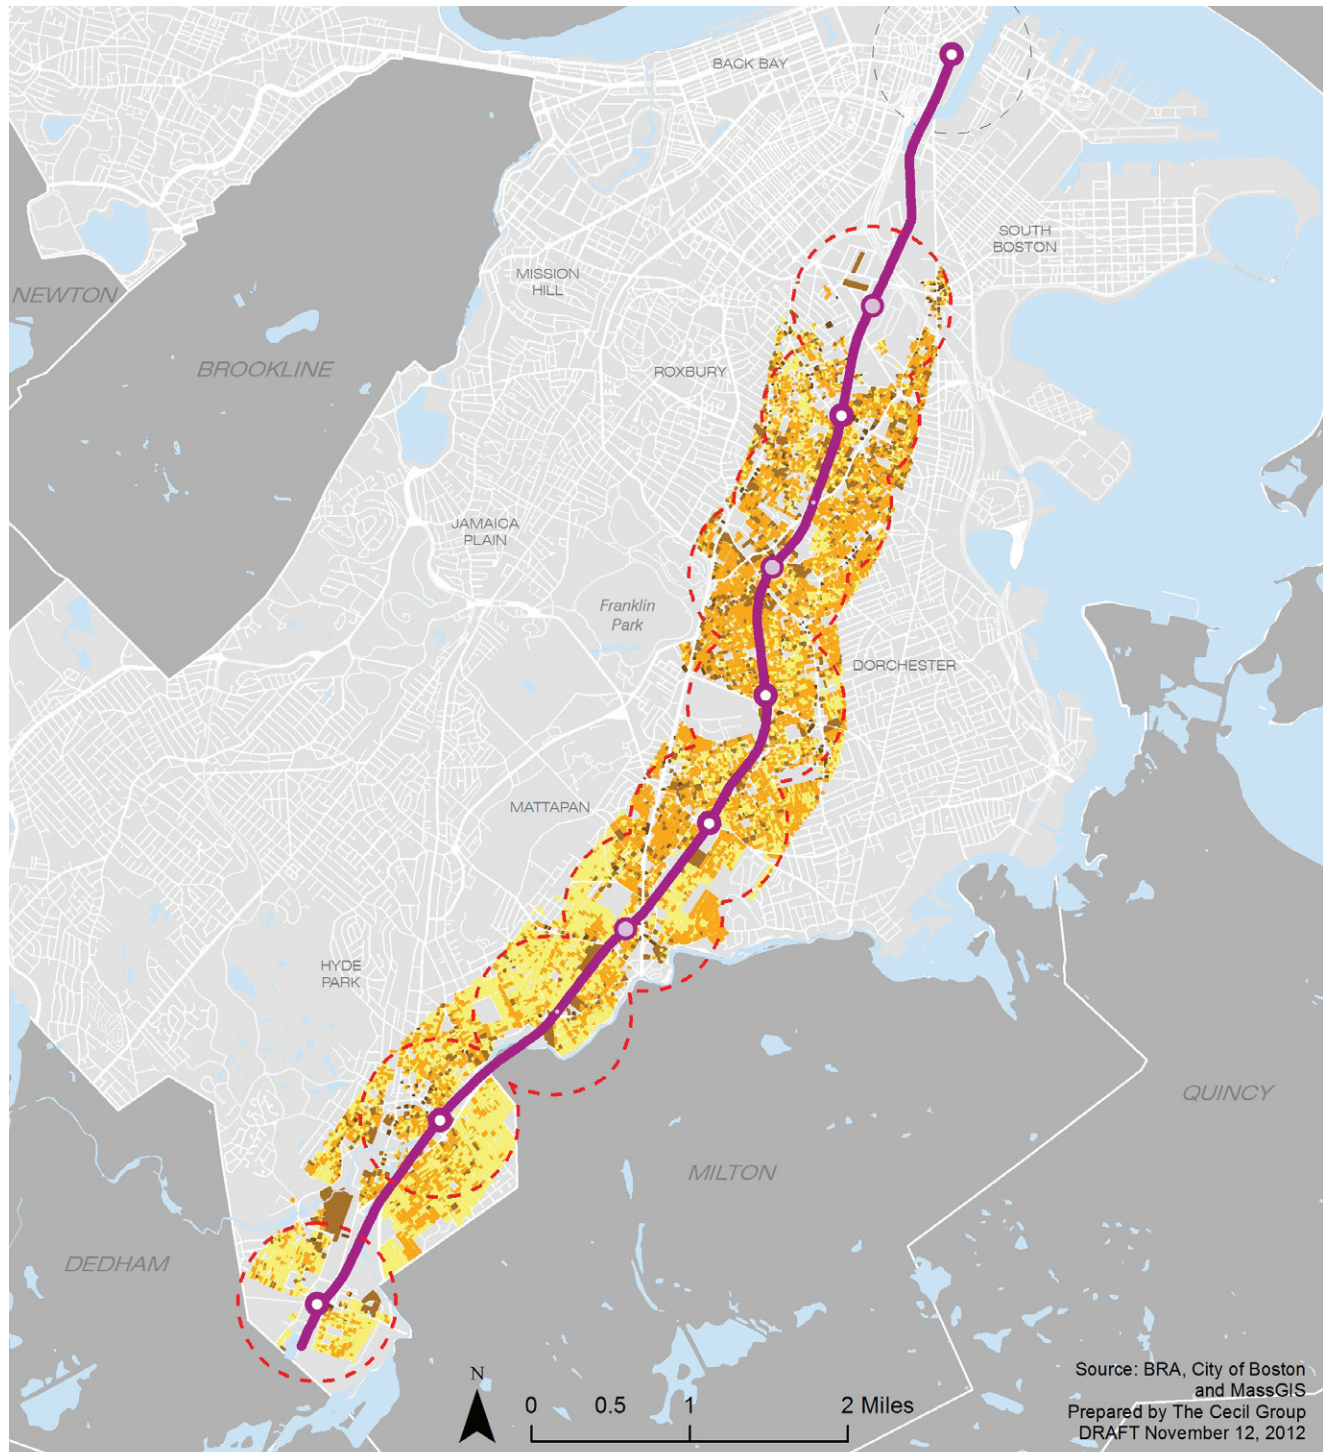 BACK BAY
SOUTH
BOSTON
MISSION
HILL
NEWTON
BROOKLINE
ROXBURY
JAMAICA
PLAIN
Franklin
Park
DORCHESTER
MATTAPAN
HYDE
PARK
QUINCY
MILTON
DEDHAM
N
0 0.5 1 2 Miles
Source: BRA, City of Boston
and MassGIS
Prepared by The Cecil Group
DRAFT November 12, 2012